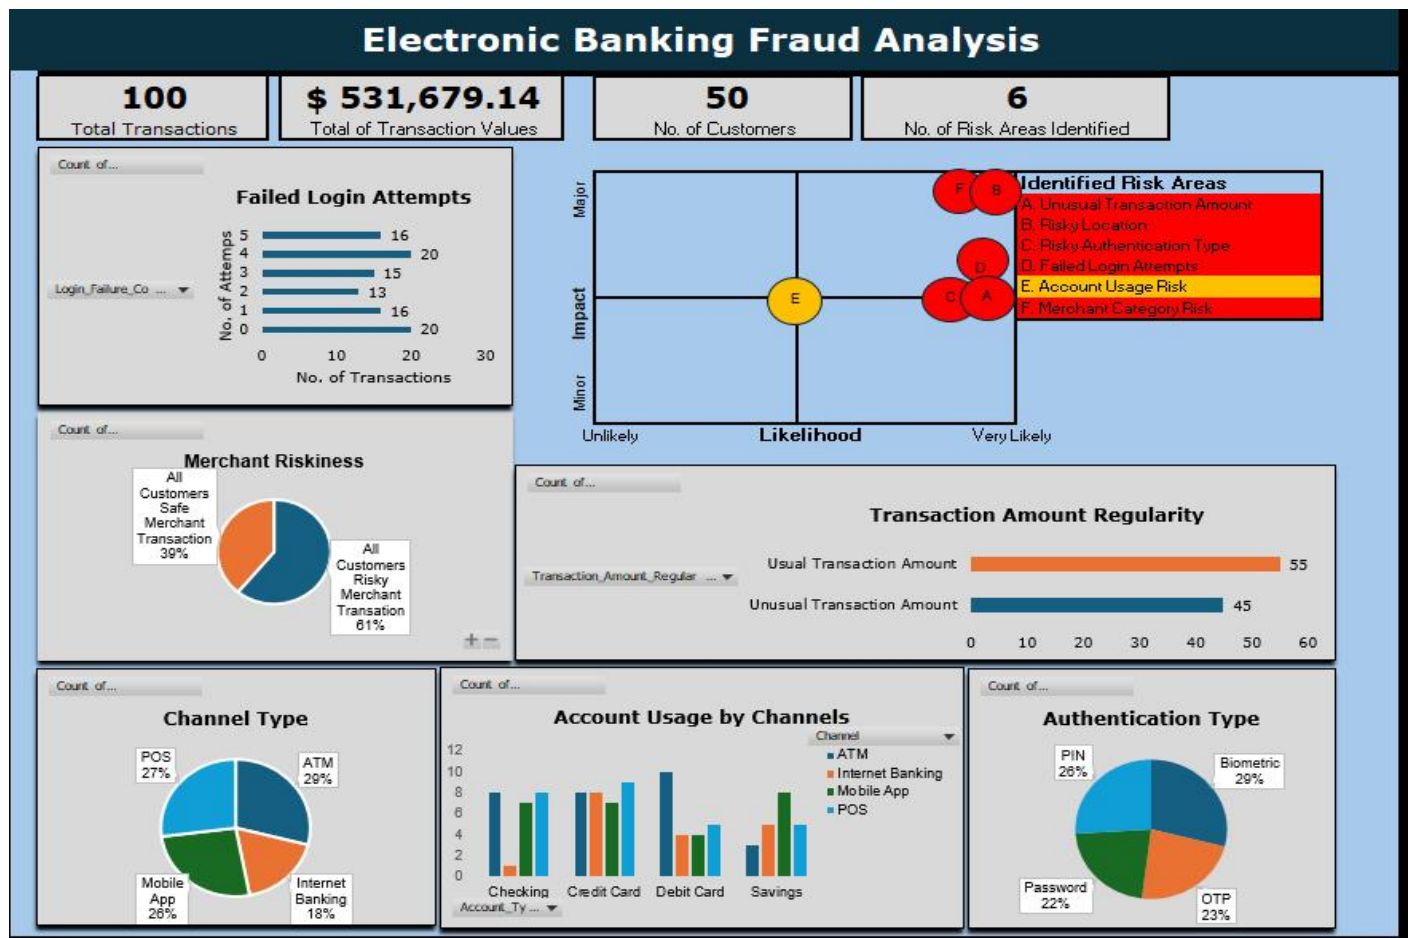 Electronic Banking Fraud Analysis
100
Total Transactions
$ 531,679.14
Total of Transaction Values
50
No. of Customers
6
No. of Risk Areas Identified
Count of...
Failed Login Attempts
Login_Failure_Co ...
No. of Attemps
5
16
4
20
3
15
2
13
1
16
0
20
0 10 20 30
No. of Transactions
Major
Impact
Minor
F
B
D
C
A
E
Unlikely
Likelihood
Very Likely
Identified Risk Areas
A. Unusual Transaction Amount
B. Risky Location
C. Risky Authentication Type
D. Failed Login Attempts
E. Account Usage Risk
F. Merchant Category Risk
Count of...
Merchant Riskiness
All
Customers
Safe
Merchant
Transaction
39%
All
Customers
Risky
Merchant
Transation
61%
Count of...
Transaction Amount Regularity
Transaction_Amount_Regular ...
Usual Transaction Amount
55
Unusual Transaction Amount
45
0 10 20 30 40 50 60
Count of...
Channel Type
POS
27%
ATM
29%
Mobile
App
26%
Internet
Banking
18%
Count of...
Account Usage by Channels
Channel
ATM
Internet Banking
Mobile App
POS
12
10
8
6
4
2
0
Checking Credit Card Debit Card Savings
Account_Ty ...
Count of...
Authentication Type
PIN
26%
Biometric
29%
Password
22%
OTP
23%